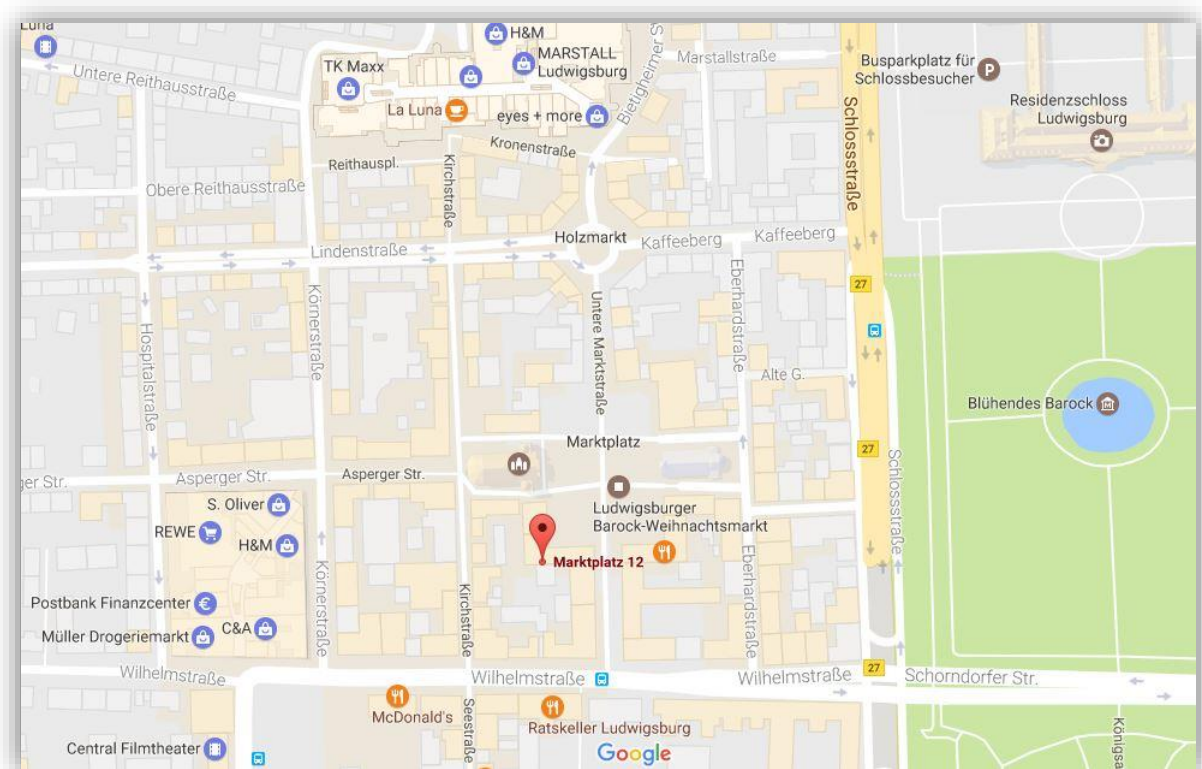 Luna
H&M
MARSTALL
Ludwigsburg
TK Maxx
Untere Reithausstraße
La Luna
eyes + more
Bietigheimer S
Marstallstraße
Busparkplatz für
Schlossbesucher
P
Residenzschloss
Ludwigsburg
Schlossstraße
Kronenstraße
Reithauspl.
Kirchstraße
Obere Reithausstraße
Lindenstraße
Holzmarkt
Kaffeeberg
Kaffeeberg
27
Körnerstraße
Hospitalstraße
Untere Marktstraße
Eberhardstraße
Alte G.
Blühendes Barock
Marktplatz
27
Schlossstraße
ger Str.
Asperger Str.
Asperger Str.
S. Oliver
REWE
H&M
Ludwigsburger
Barock-Weihnachtsmarkt
Marktplatz 12
Körnerstraße
Kirchstraße
Eberhardstraße
Postbank Finanzcenter
€
Müller Drogeriemarkt
C&A
Wilhelmstraße
Wilhelmstraße
Wilhelmstraße
27
Schorndorfer Str.
McDonald's
Seestraße
Ratskeller Ludwigsburg
Königsa
Central Filmtheater
Google